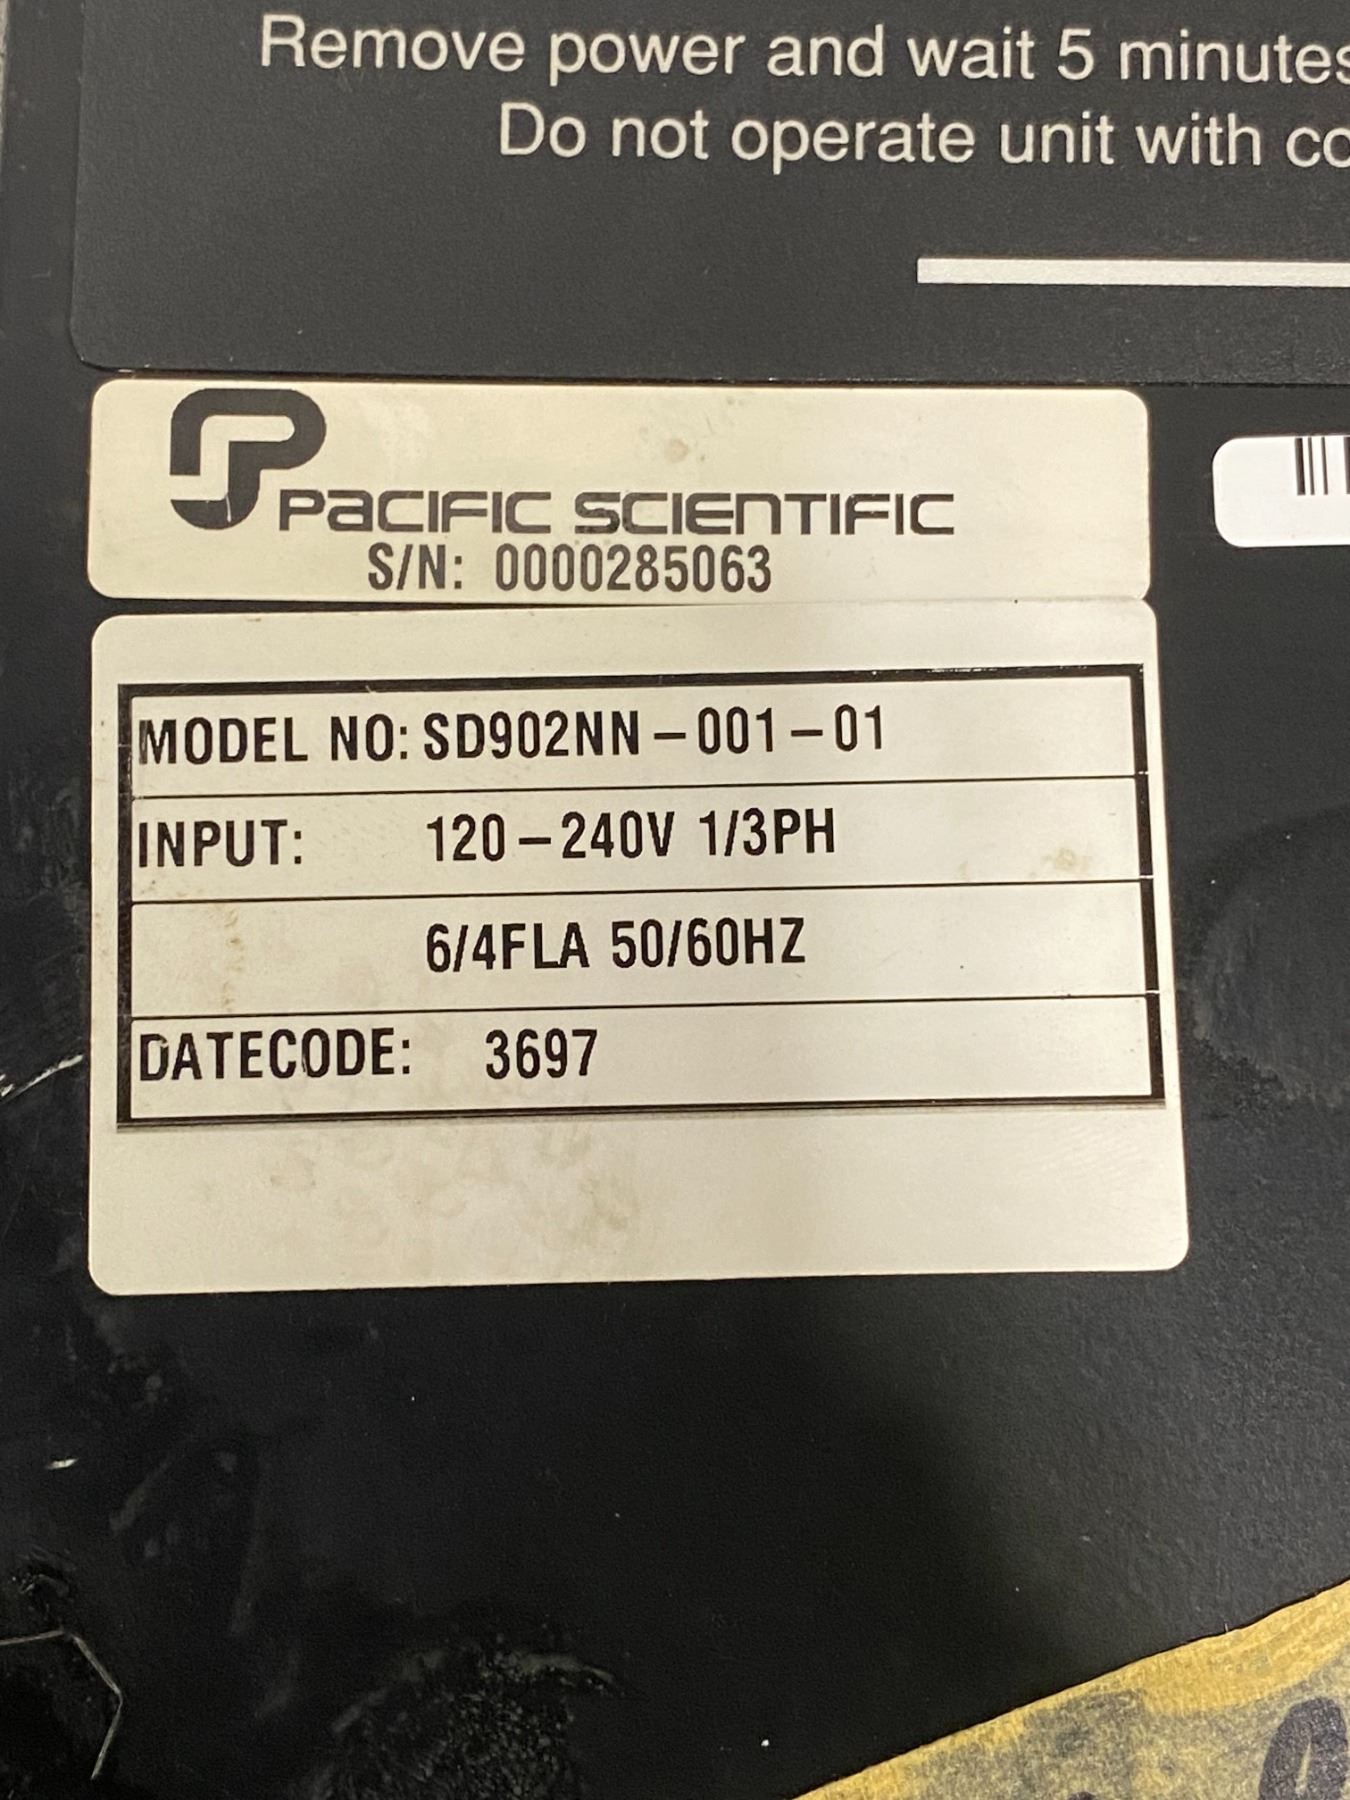 Remove power and wait 5 minutes
Do not operate unit with
PACIFIC SCIENTIFIC
S/N: 0000285063
MODEL NO: SD902NN-001-01
INPUT: 120-240V 1/3PH
6/4FLA 50/60HZ
DATECODE: 3697